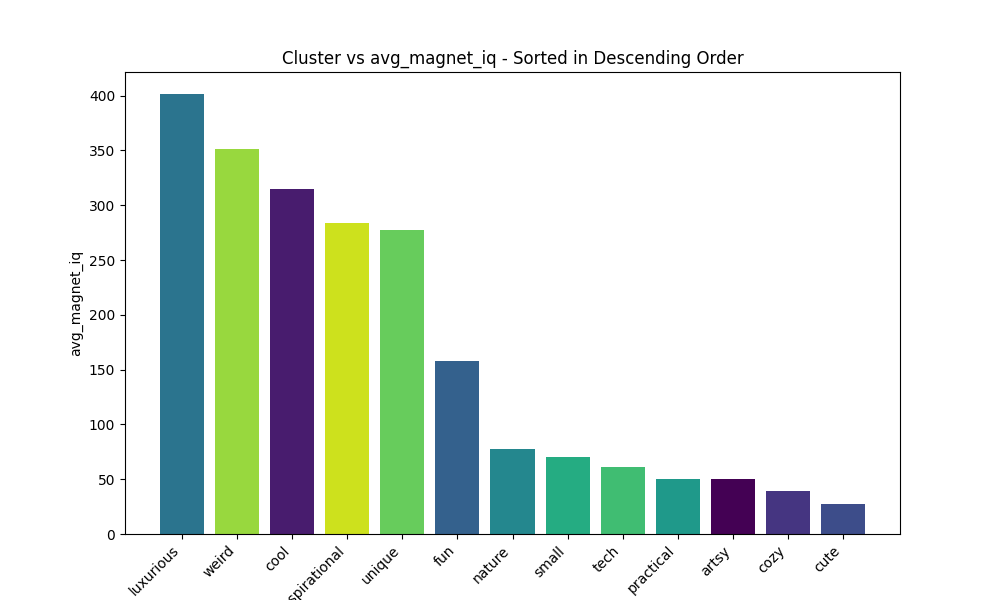 Cluster vs avg_magnet_iq - Sorted in Descending Order
avg_magnet_iq
400
350
300
250
200
150
100
50
0
luxurious
weird
cool
spirational
unique
fun
nature
small
tech
practical
artsy
cozy
cute